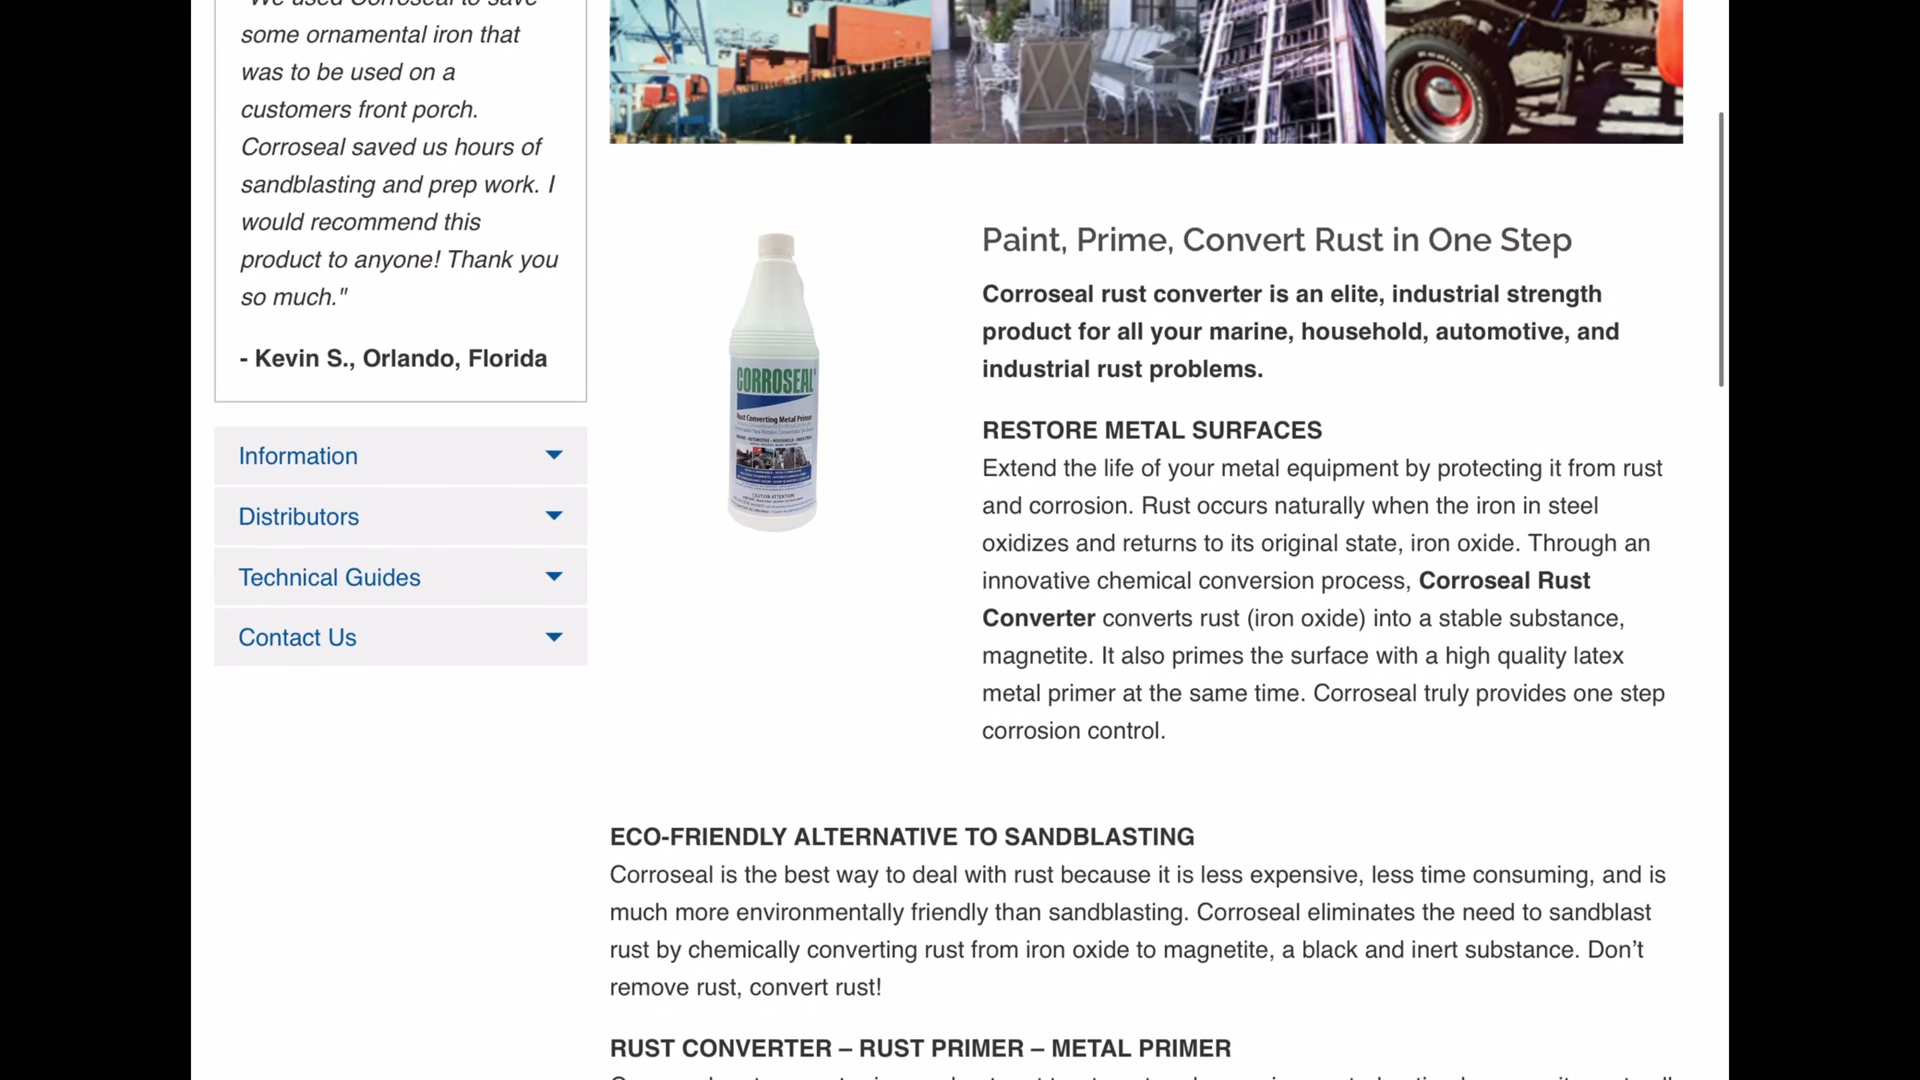 "We used Corroseal to save
some ornamental iron that
was to be used on a
customers front porch.
Corroseal saved us hours of
sandblasting and prep work. I
would recommend this
product to anyone! Thank you
so much."
- Kevin S., Orlando, Florida
Information
Distributors
Technical Guides
Contact Us
CORROSEAL
Rust Converting Metal Primer
Paint, Prime, Convert Rust in One Step
Corroseal rust converter is an elite, industrial strength
product for all your marine, household, automotive, and
industrial rust problems.
RESTORE METAL SURFACES
Extend the life of your metal equipment by protecting it from rust
and corrosion. Rust occurs naturally when the iron in steel
oxidizes and returns to its original state, iron oxide. Through an
innovative chemical conversion process, Corroseal Rust
Converter converts rust (iron oxide) into a stable substance,
magnetite. It also primes the surface with a high quality latex
metal primer at the same time. Corroseal truly provides one step
corrosion control.
ECO-FRIENDLY ALTERNATIVE TO SANDBLASTING
Corroseal is the best way to deal with rust because it is less expensive, less time consuming, and is
much more environmentally friendly than sandblasting. Corroseal eliminates the need to sandblast
rust by chemically converting rust from iron oxide to magnetite, a black and inert substance. Don’t
remove rust, convert rust!
RUST CONVERTER – RUST PRIMER – METAL PRIMER